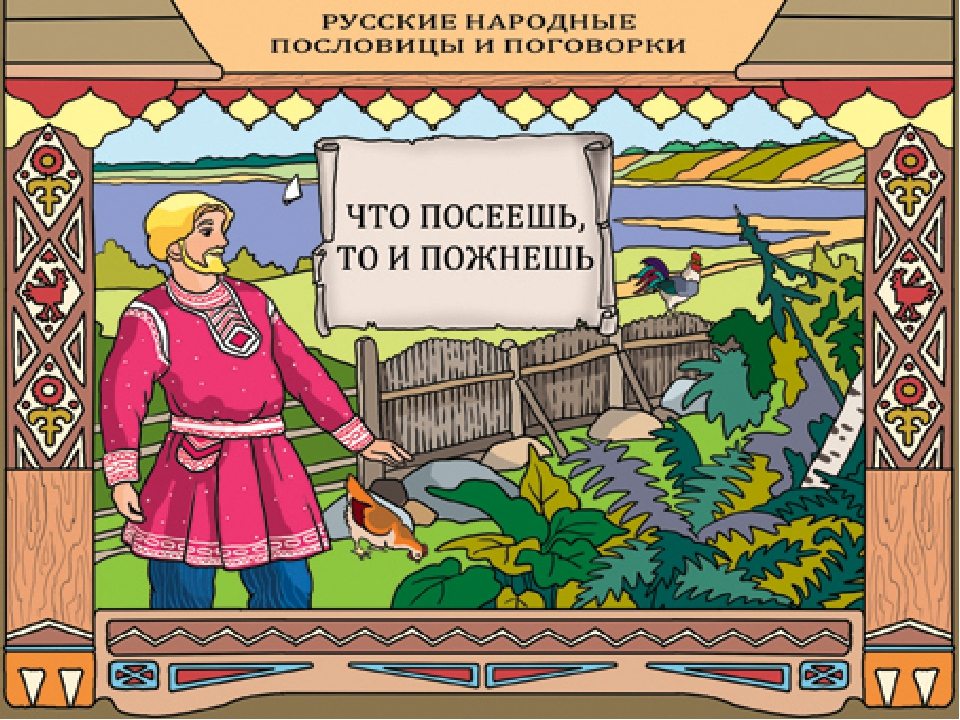 РУССКИЕ НАРОДНЫЕ
ПОСЛОВИЦЫ И ПОГОВОРКИ
ЧТО ПОСЕЕШЬ,
ТО И ПОЖНЕШЬ